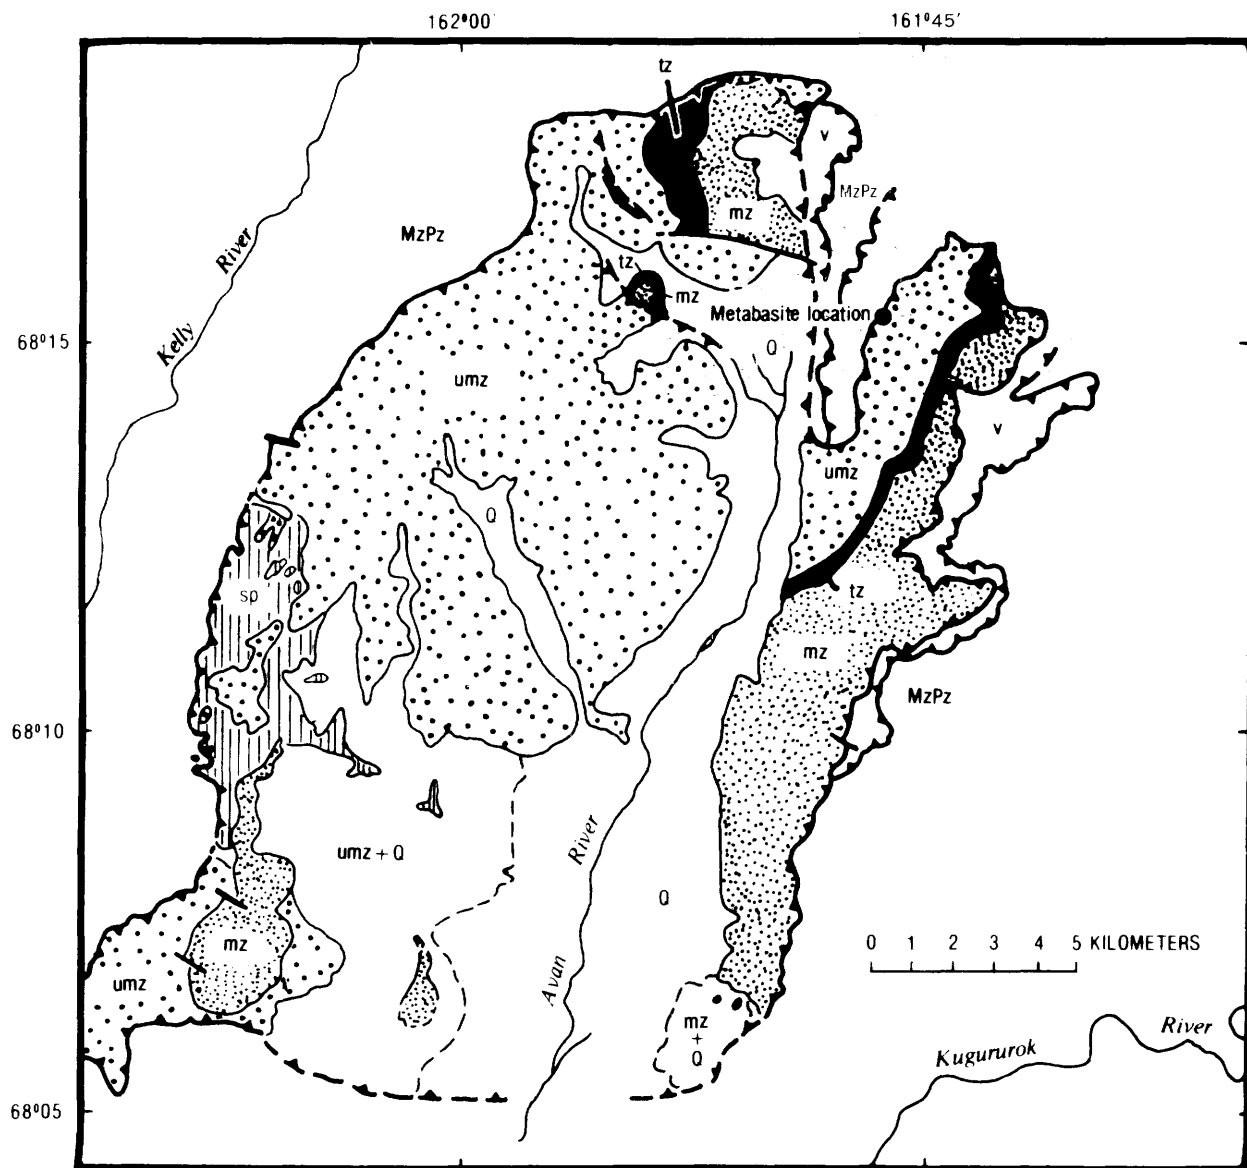 162°00′ 161°45′
tz
v
MzPz
mz
MzPz
River
tz
mz
Metabasite location
68°15
Kelly
Q
umz
v
umz
Q
sp
tz
mz
MzPz
68°10
River
umz + Q
Q
mz
0 1 2 3 4 5 KILOMETERS
umz
Avan
mz
+
Q
River
Kugururok
68°05